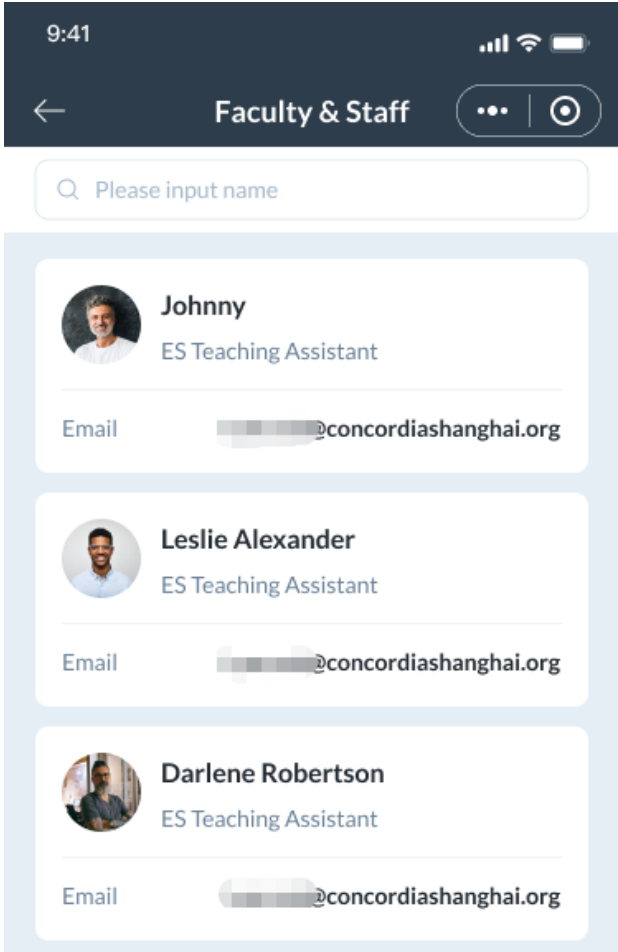 9:41
Faculty & Staff
Please input name
Johnny
ES Teaching Assistant
Email @concordiashanghai.org
Leslie Alexander
ES Teaching Assistant
Email @concordiashanghai.org
Darlene Robertson
ES Teaching Assistant
Email @concordiashanghai.org